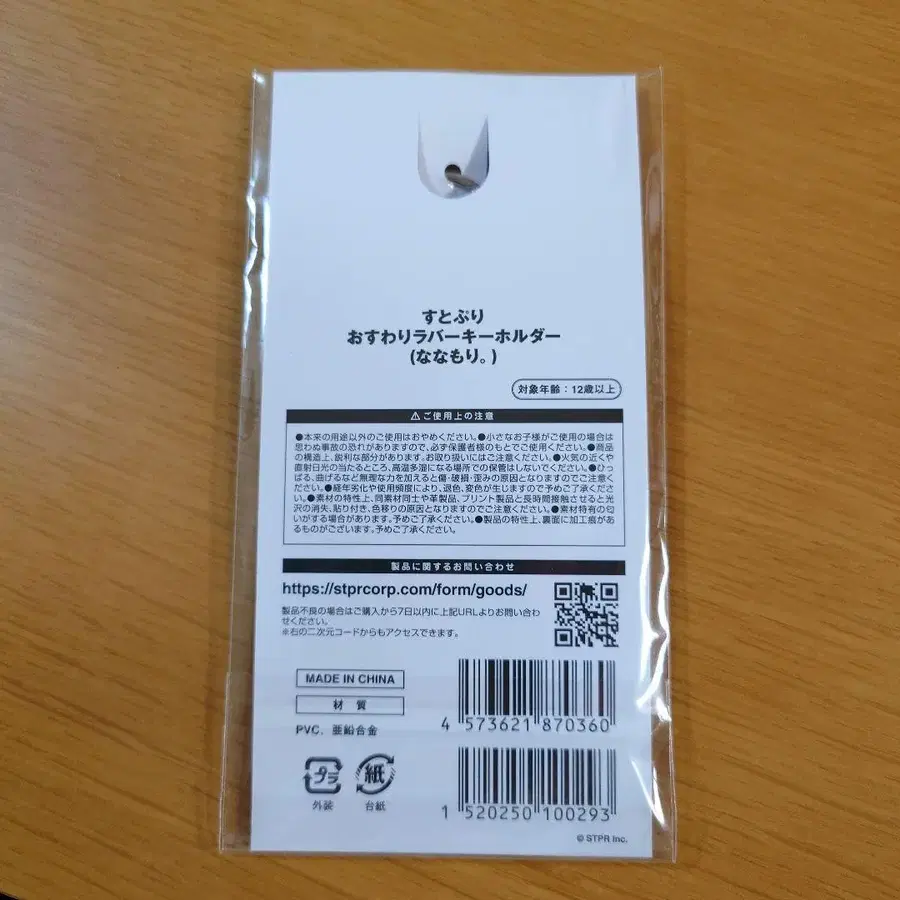 すとぷり
おすわりラバーキーホルダー
(ななもり。)
対象年齢：12歳以上
⚠ご使用上の注意
●本来の用途以外のご使用はおやめください。●小さなお子様がご使用の場合は
思わぬ事故の恐れがありますので、必ず保護者様のもとでご使用ください。●商品
の構造上、鋭利な部分があります。お取り扱いにはご注意ください。●火気の近くや
直射日光の当たるところ、高温多湿になる場所での保管はしないでください。●ひっ
ぱる、曲げるなど無理な力を加えると傷・破損・歪みの原因となりますのでご注意く
ださい。●経年劣化や使用頻度により、退色、変色が生じますので予めご了承くださ
い。●素材の特性上、同素材同士や革製品、プリント製品と長時間接触させると光
沢の消失、貼り付き、色移りの原因となりますのでご注意ください。●素材特有の匂
いがする場合があります。予めご了承ください。●製品の特性上、裏面に加工痕があ
るものがございます。予めご了承ください。
製品に関するお問い合わせ
https://stprcorp.com/form/goods/
製品不良の場合はご購入から7日以内に上記URLよりお問い合わ
せください。
※右の二次元コードからもアクセスできます。
MADE IN CHINA
材 質
PVC、亜鉛合金
4 573621 870360
プラ
外装
紙
台紙
1 520250 100293
© STPR Inc.